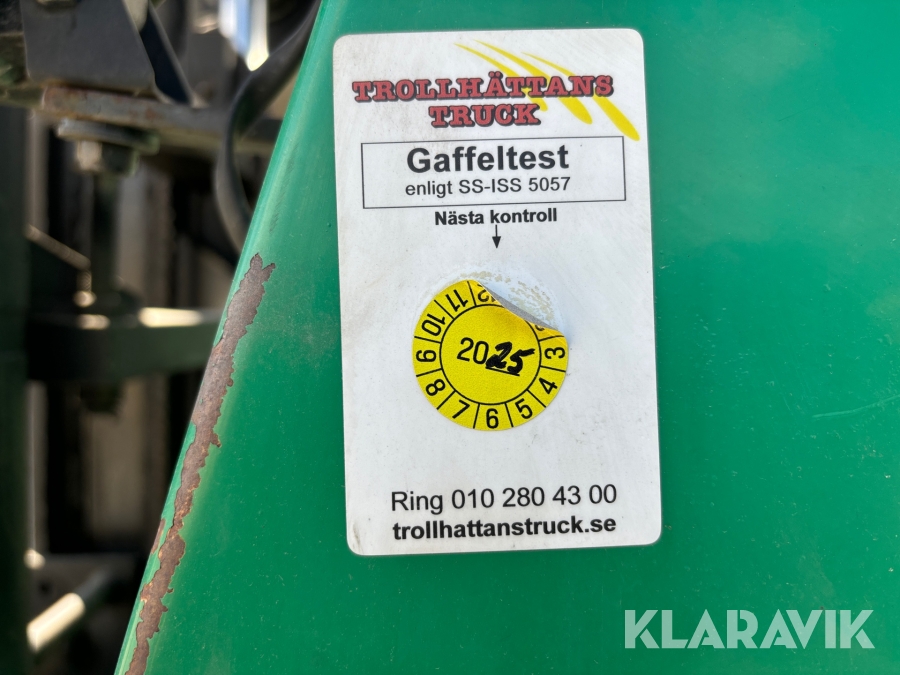 TROLLHÄTTANS
TRUCK
Gaffeltest
enligt SS-ISS 5057
Nästa kontroll
2025
3 4 5 6 7 8 9 10 11
Ring 010 280 43 00
trollhattanstruck.se
KLARAVIK